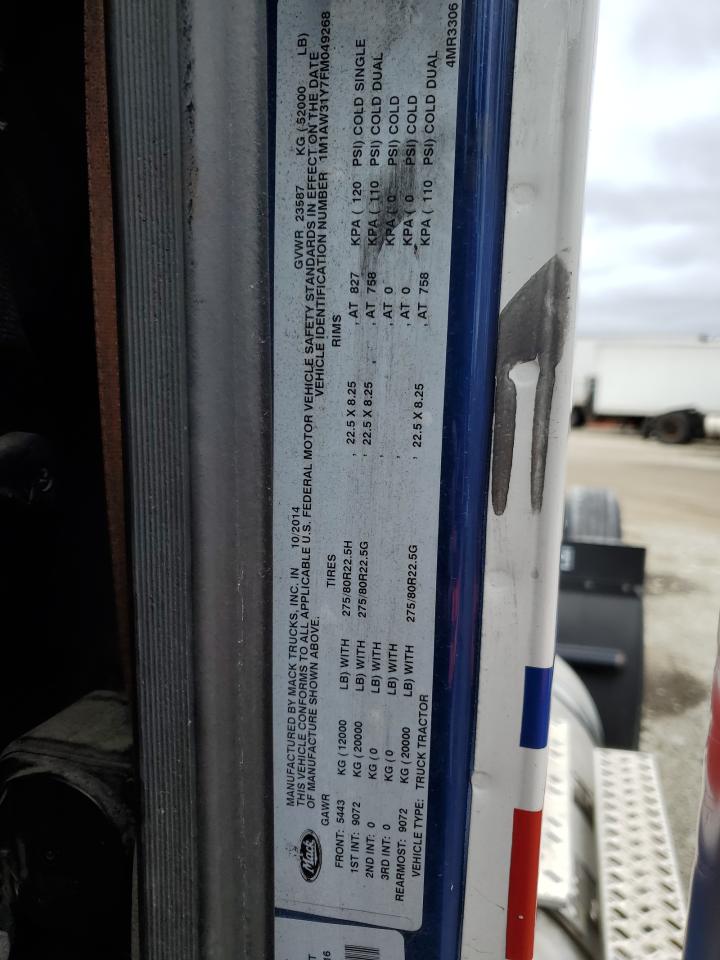 MANUFACTURED BY MACK TRUCKS, INC. IN 10/2014 GVWR 23587 KG (52000 LB)
THIS VEHICLE CONFORMS TO ALL APPLICABLE U.S. FEDERAL MOTOR VEHICLE SAFETY STANDARDS IN EFFECT ON THE DATE
OF MANUFACTURE SHOWN ABOVE. VEHICLE IDENTIFICATION NUMBER 1M1AW31Y7FM049268
Mack
GAWR TIRES RIMS
FRONT: 5443 KG (12000 LB) WITH 275/80R22.5H , 22.5 X 8.25 , AT 827 KPA ( 120 PSI) COLD SINGLE
1ST INT: 9072 KG (20000 LB) WITH 275/80R22.5G , 22.5 X 8.25 , AT 758 KPA ( 110 PSI) COLD DUAL
2ND INT: 0 KG (0 LB) WITH , , AT 0 KPA ( 0 PSI) COLD
3RD INT: 0 KG (0 LB) WITH , AT 0 KPA ( 0 PSI) COLD
REARMOST: 9072 KG (20000 LB) WITH 275/80R22.5G , 22.5 X 8.25 , AT 758 KPA ( 110 PSI) COLD DUAL
VEHICLE TYPE: TRUCK TRACTOR
4MR3306